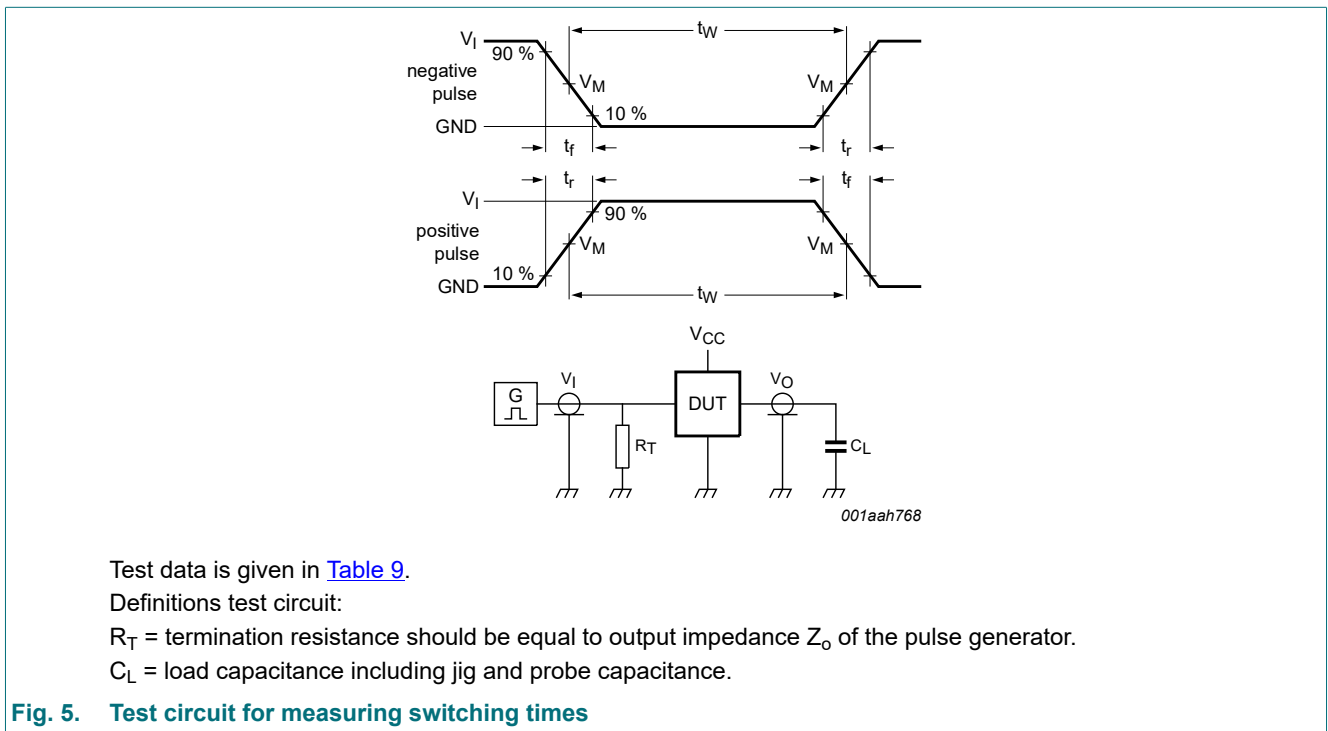 tW
VI
90 %
negative
pulse
VM
VM
10 %
GND
tf
tr
tr
tf
VI
90 %
positive
pulse
VM
VM
10 %
GND
tW
VCC
G
VI
DUT
VO
RT
CL
001aah768
Test data is given in Table 9.
Definitions test circuit:
RT = termination resistance should be equal to output impedance Zo of the pulse generator.
CL = load capacitance including jig and probe capacitance.
Fig. 5. Test circuit for measuring switching times